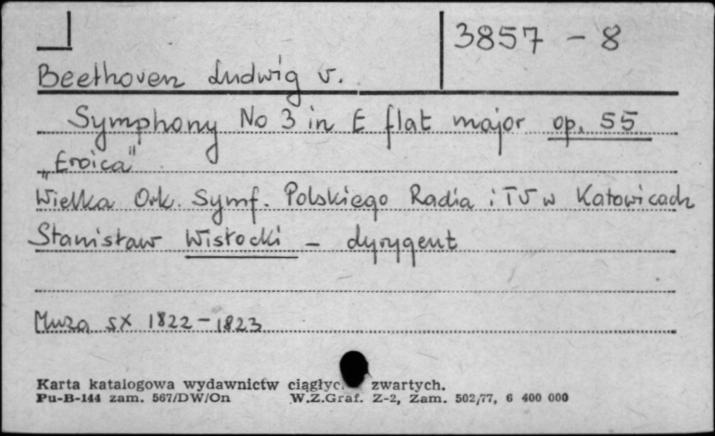 3857 - 8
Beethoven Ludwig v.
Symphony No 3 in E flat major op. 55
„Eroica"
Wielka Ork. Symf. Polskiego Radia i TV w Katowicach
Stanisław Wisłocki - dyrygent
Muza SX 1822-1823
Karta katalogowa wydawnictw ciągłyc zwartych.
Pu-B-144 zam. 567/DW/On W.Z.Graf. Z-2, Zam. 502/77, 6 400 000